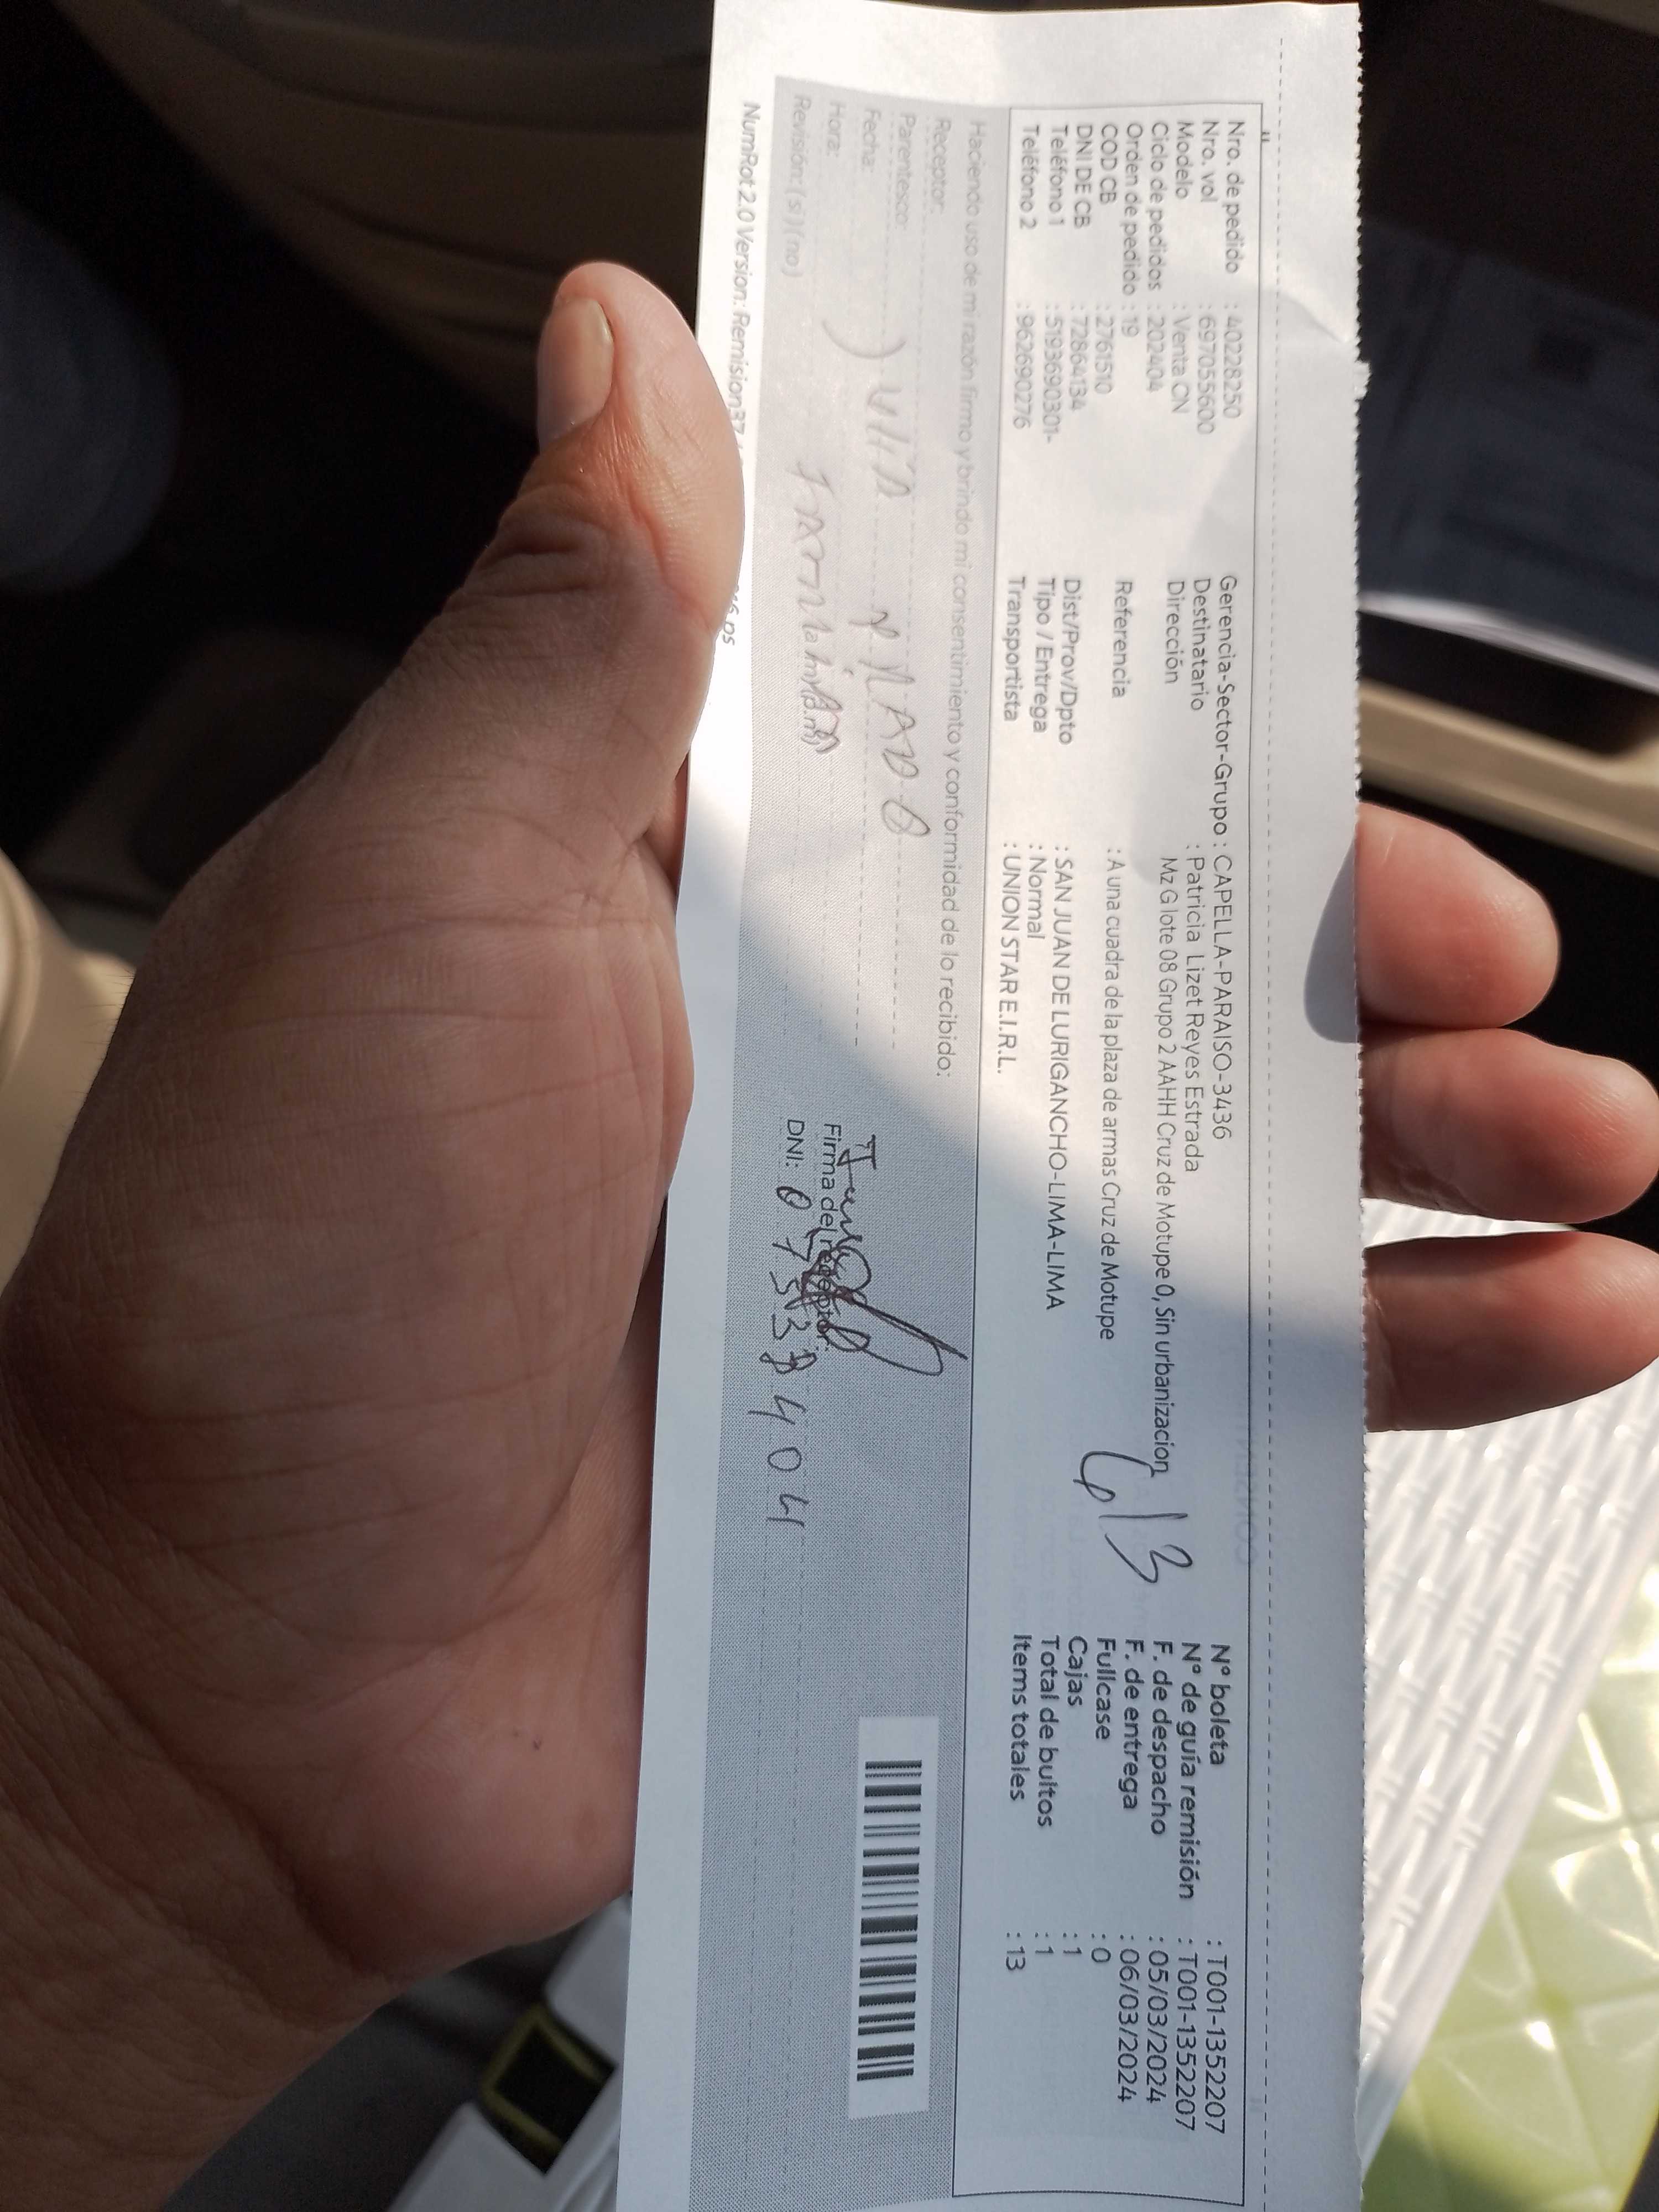 Nro. de pedido : 40228250
Nro. vol : 697055600
Modelo : Venta CN
Ciclo de pedidos : 202404
Orden de pedido : 19
COD CB : 2761510
DNI DE CB : 72864134
Teléfono 1 : 5193690301-
Teléfono 2 : 962690276
Gerencia-Sector-Grupo : CAPELLA-PARAISO-3436
Destinatario : Patricia Lizet Reyes Estrada
Dirección Mz G lote 08 Grupo 2 AAHH Cruz de Motupe 0, Sin urbanizacion
Referencia : A una cuadra de la plaza de armas Cruz de Motupe
Dist/Prov/Dpto : SAN JUAN DE LURIGANCHO-LIMA-LIMA
Tipo / Entrega : Normal
Transportista : UNION STAR E.I.R.L.
Nº boleta : T001-1352207
Nº de guía remisión : T001-1352207
F. de despacho : 05/03/2024
F. de entrega : 06/03/2024
Fullcase : 0
Cajas : 1
Total de bultos : 1
Items totales : 13
Haciendo uso de mi razón firmo y brindo mi consentimiento y conformidad de lo recibido:
Receptor:
Parentesco:
Fecha:
Hora:
Revisión: ( si ) ( no )
Firma del receptor:
DNI:
NumRot 2.0 Version: Remision37